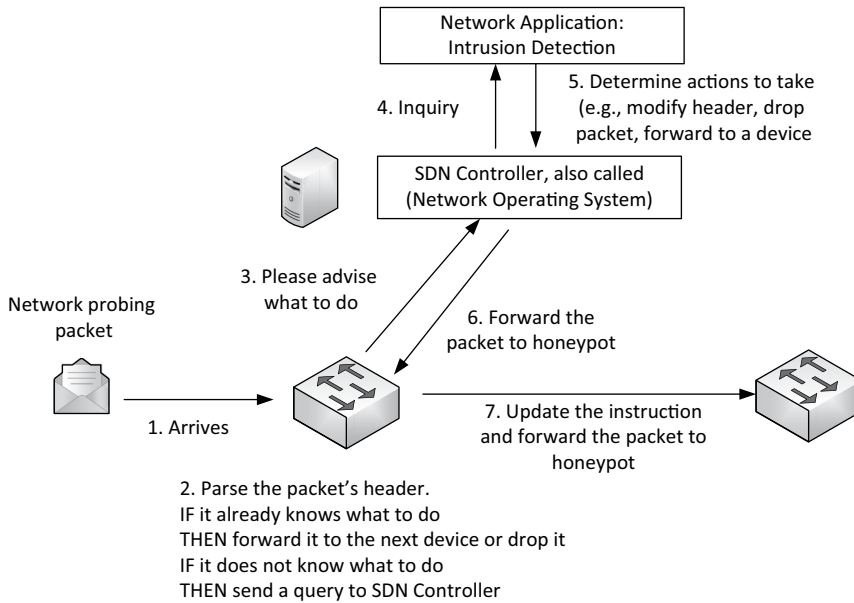 Network Application:
Intrusion Detection
4. Inquiry
5. Determine actions to take
(e.g., modify header, drop
packet, forward to a device
SDN Controller, also called
(Network Operating System)
3. Please advise
what to do
Network probing
packet
6. Forward the
packet to honeypot
1. Arrives
7. Update the instruction
and forward the packet to
honeypot
2. Parse the packet's header.
IF it already knows what to do
THEN forward it to the next device or drop it
IF it does not know what to do
THEN send a query to SDN Controller